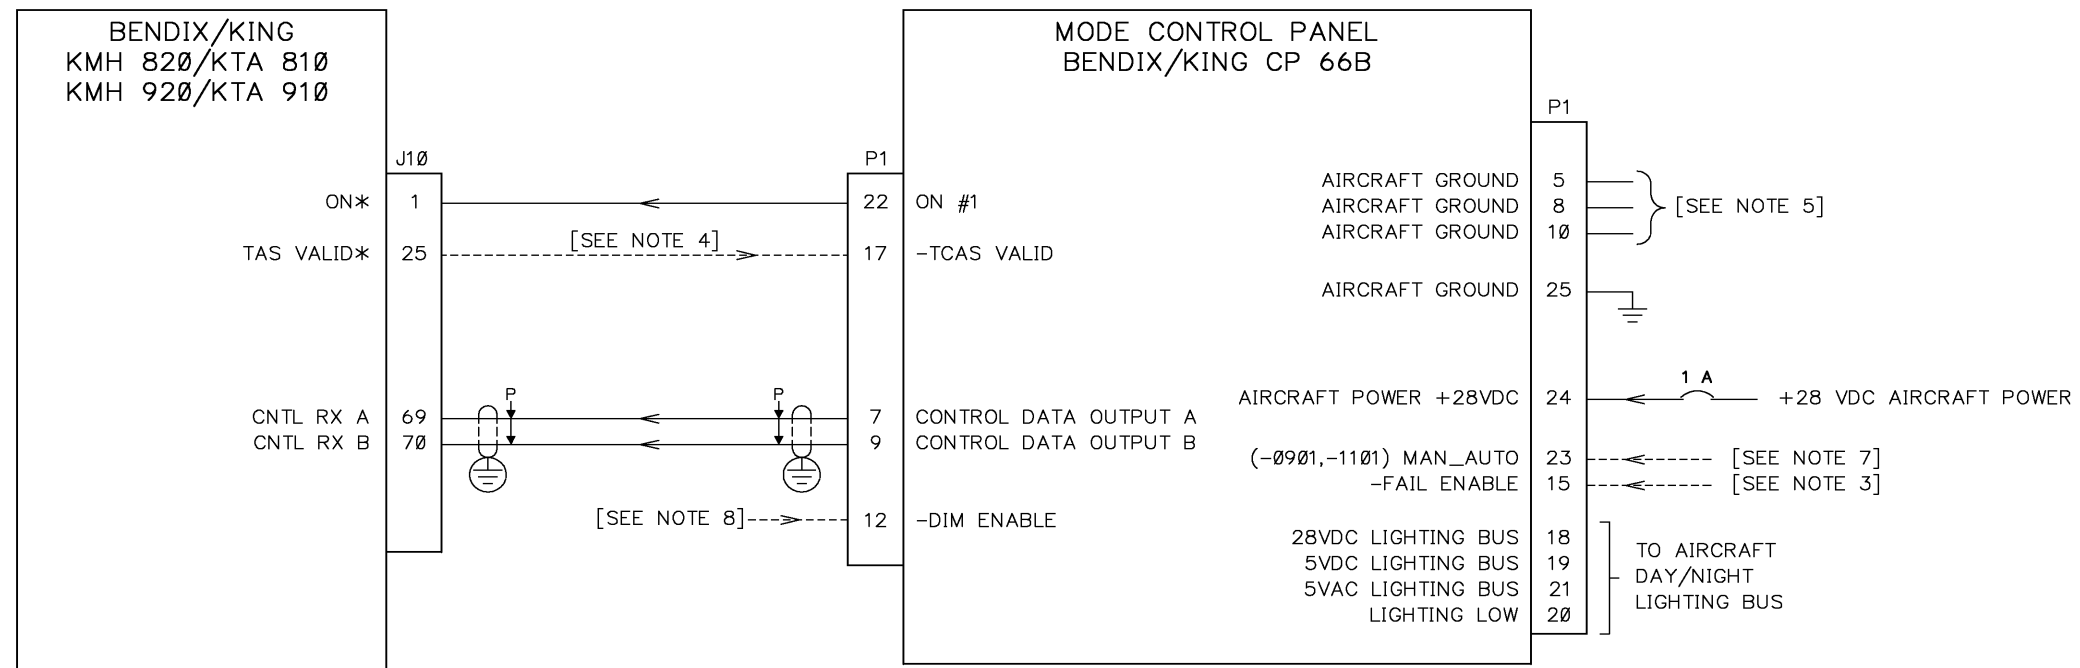 BENDIX/KING
KMH 82Ø/KTA 81Ø
KMH 92Ø/KTA 91Ø
MODE CONTROL PANEL
BENDIX/KING CP 66B
J1Ø
P1
P1
ON* 1
22 ON #1
TAS VALID* 25
[SEE NOTE 4]
17 -TCAS VALID
CNTL RX A 69
P
P
7 CONTROL DATA OUTPUT A
CNTL RX B 7Ø
9 CONTROL DATA OUTPUT B
[SEE NOTE 8]
12 -DIM ENABLE
AIRCRAFT GROUND 5
AIRCRAFT GROUND 8
[SEE NOTE 5]
AIRCRAFT GROUND 1Ø
AIRCRAFT GROUND 25
AIRCRAFT POWER +28VDC 24
1 A
+28 VDC AIRCRAFT POWER
(-Ø9Ø1,-11Ø1) MAN_AUTO 23
[SEE NOTE 7]
-FAIL ENABLE 15
[SEE NOTE 3]
28VDC LIGHTING BUS 18
5VDC LIGHTING BUS 19
5VAC LIGHTING BUS 21
LIGHTING LOW 2Ø
TO AIRCRAFT
DAY/NIGHT
LIGHTING BUS